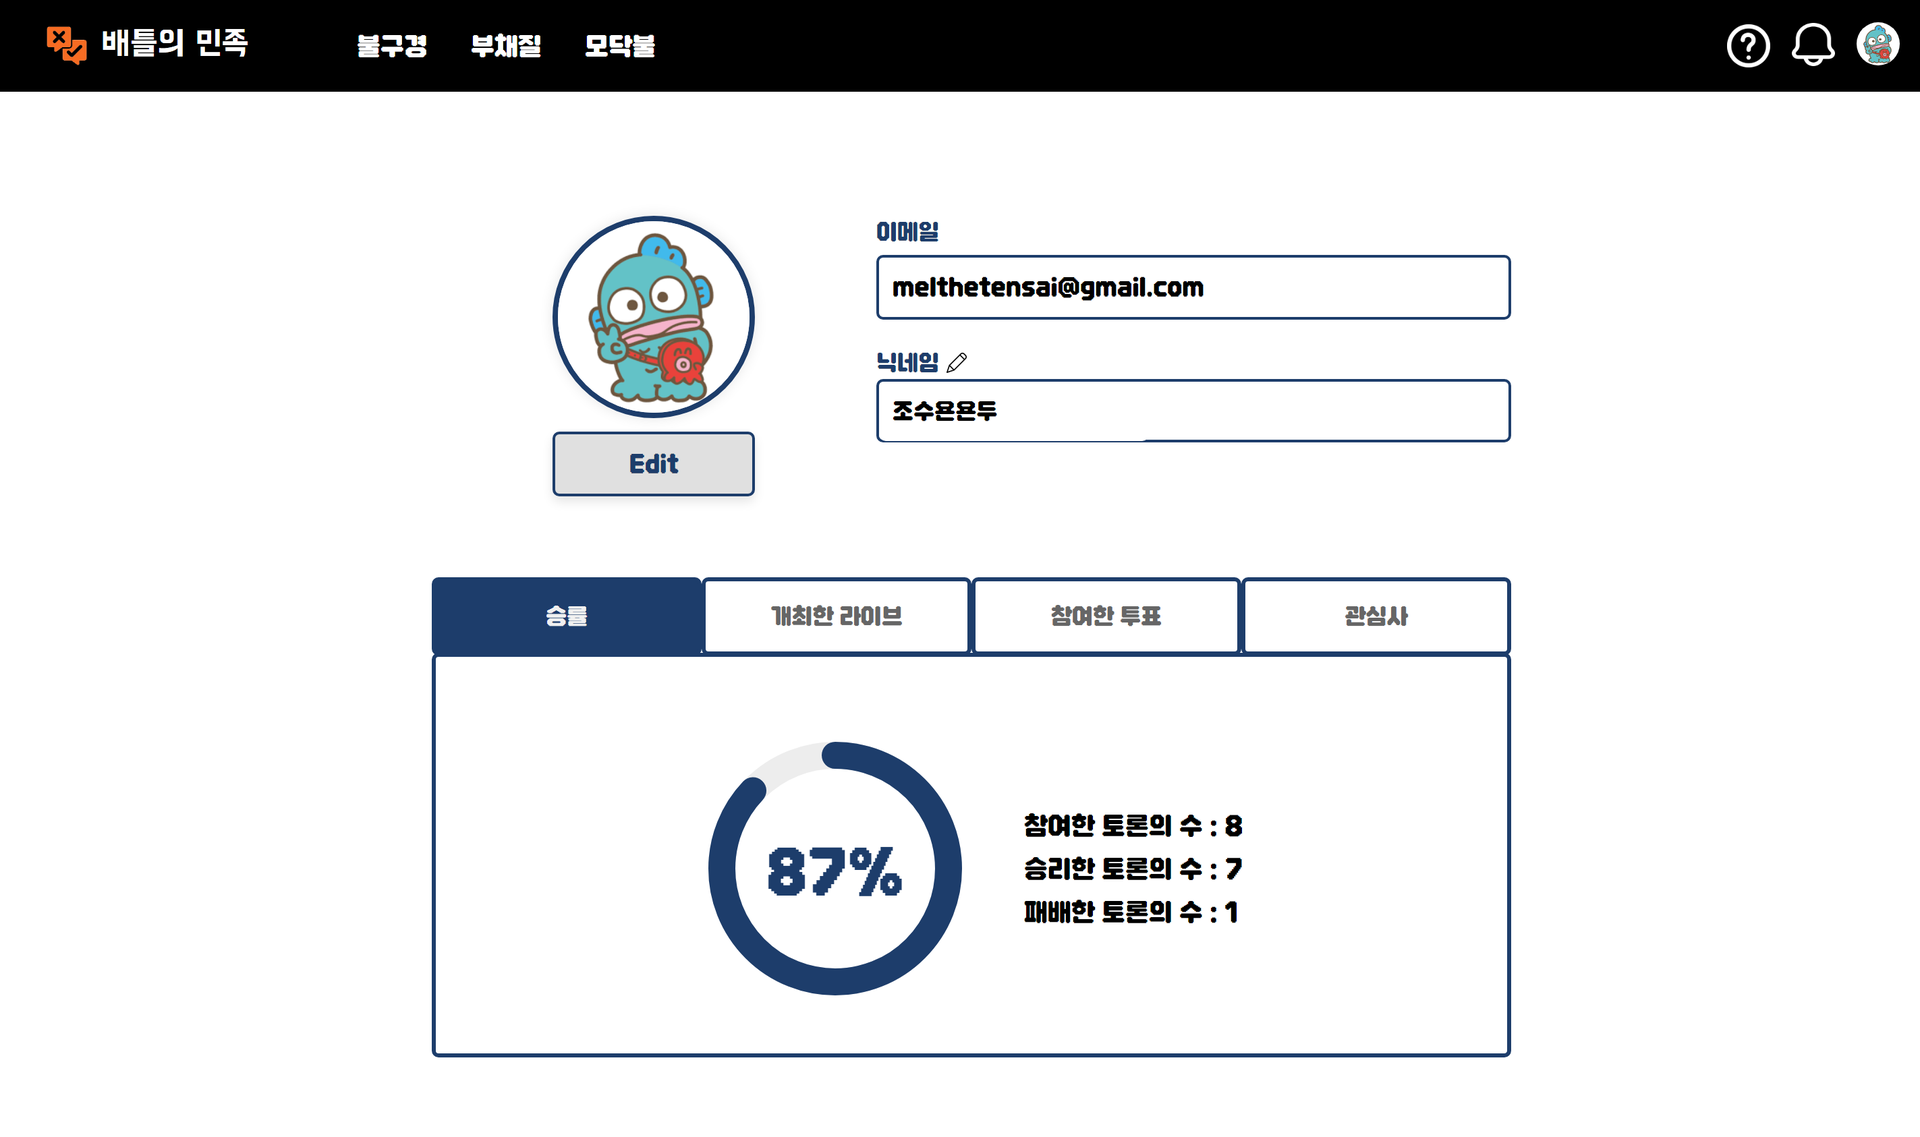 배틀의 민족
불구경 부채질 모닥불
이메일
melthetensai@gmail.com
닉네임
조수욘욘두
Edit
승률 개최한 라이브 참여한 투표 관심사
87%
참여한 토론의 수 : 8
승리한 토론의 수 : 7
패배한 토론의 수 : 1